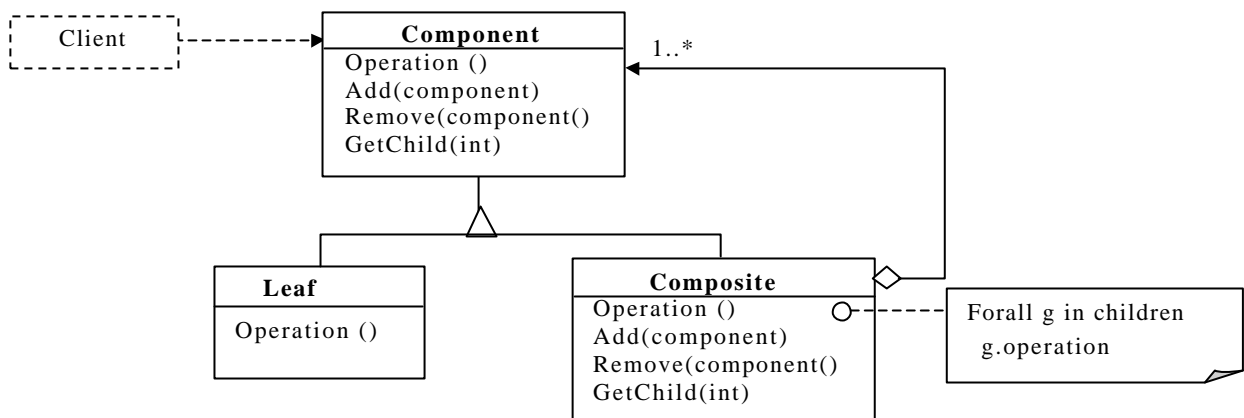 Client
Component
Operation ()
Add(component)
Remove(component()
GetChild(int)
1..*
Leaf
Operation ()
Composite
Operation ()
Add(component)
Remove(component()
GetChild(int)
Forall g in children
g.operation